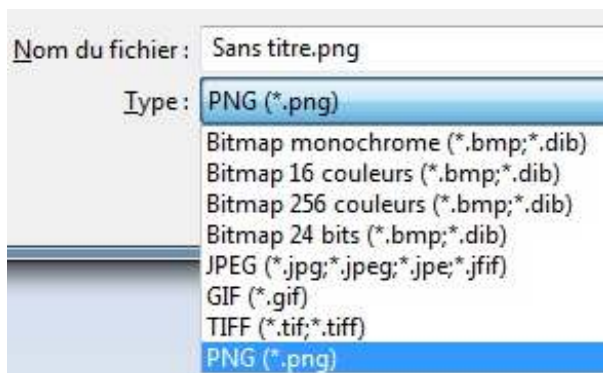 Nom du fichier : Sans titre.png
Type : PNG (*.png)
Bitmap monochrome (*.bmp;*.dib)
Bitmap 16 couleurs (*.bmp;*.dib)
Bitmap 256 couleurs (*.bmp;*.dib)
Bitmap 24 bits (*.bmp;*.dib)
JPEG (*.jpg;*.jpeg;*.jpe;*.jfif)
GIF (*.gif)
TIFF (*.tif;*.tiff)
PNG (*.png)